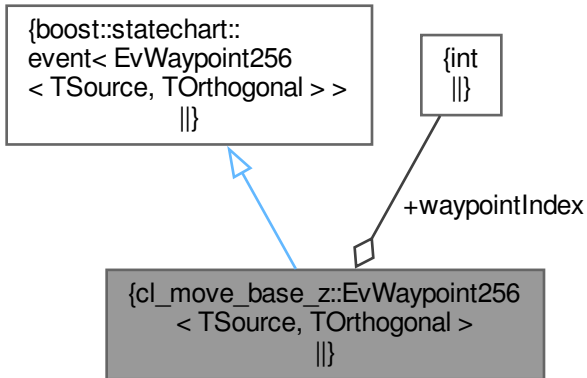 {boost::statechart::
event< EvWaypoint256
< TSource, TOrthogonal > >
||}
{int
||}
+waypointIndex
{cl_move_base_z::EvWaypoint256
< TSource, TOrthogonal >
||}